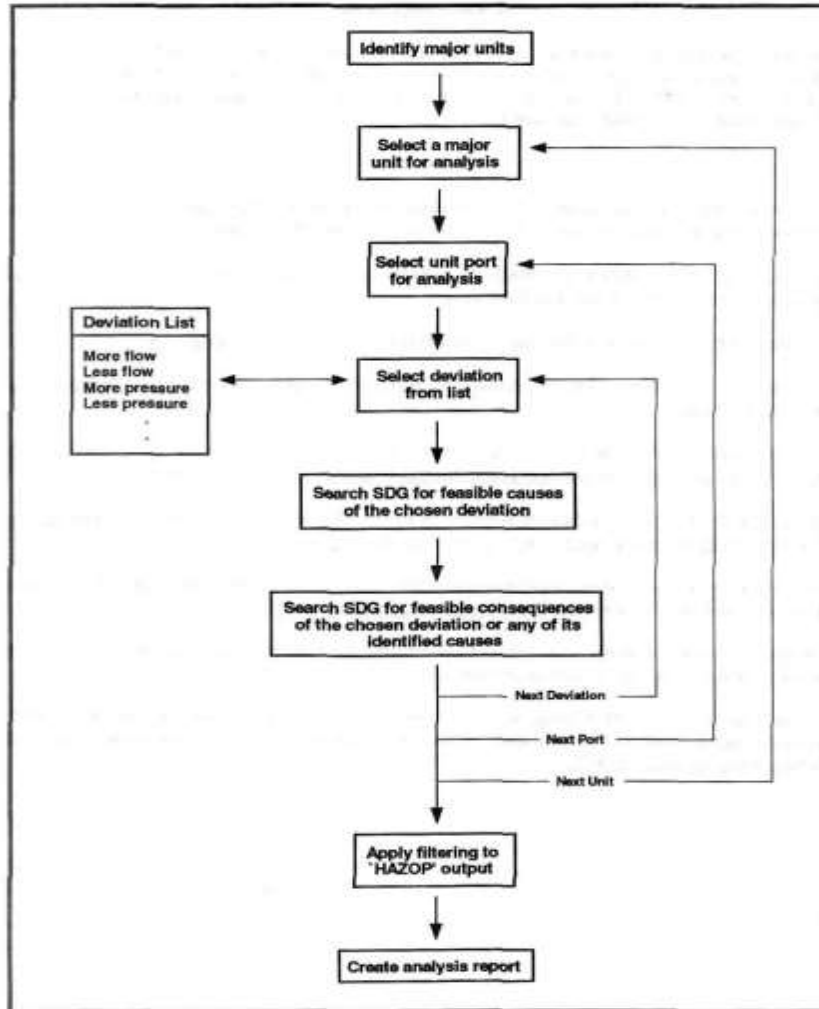 Identify major units
Select a major
unit for analysis
Select unit port
for analysis
Deviation List
More flow
Less flow
More pressure
Less pressure
.
.
.
Select deviation
from list
Search SDG for feasible causes
of the chosen deviation
Search SDG for feasible consequences
of the chosen deviation or any of its
identified causes
Next Deviation
Next Port
Next Unit
Apply filtering to
'HAZOP' output
Create analysis report